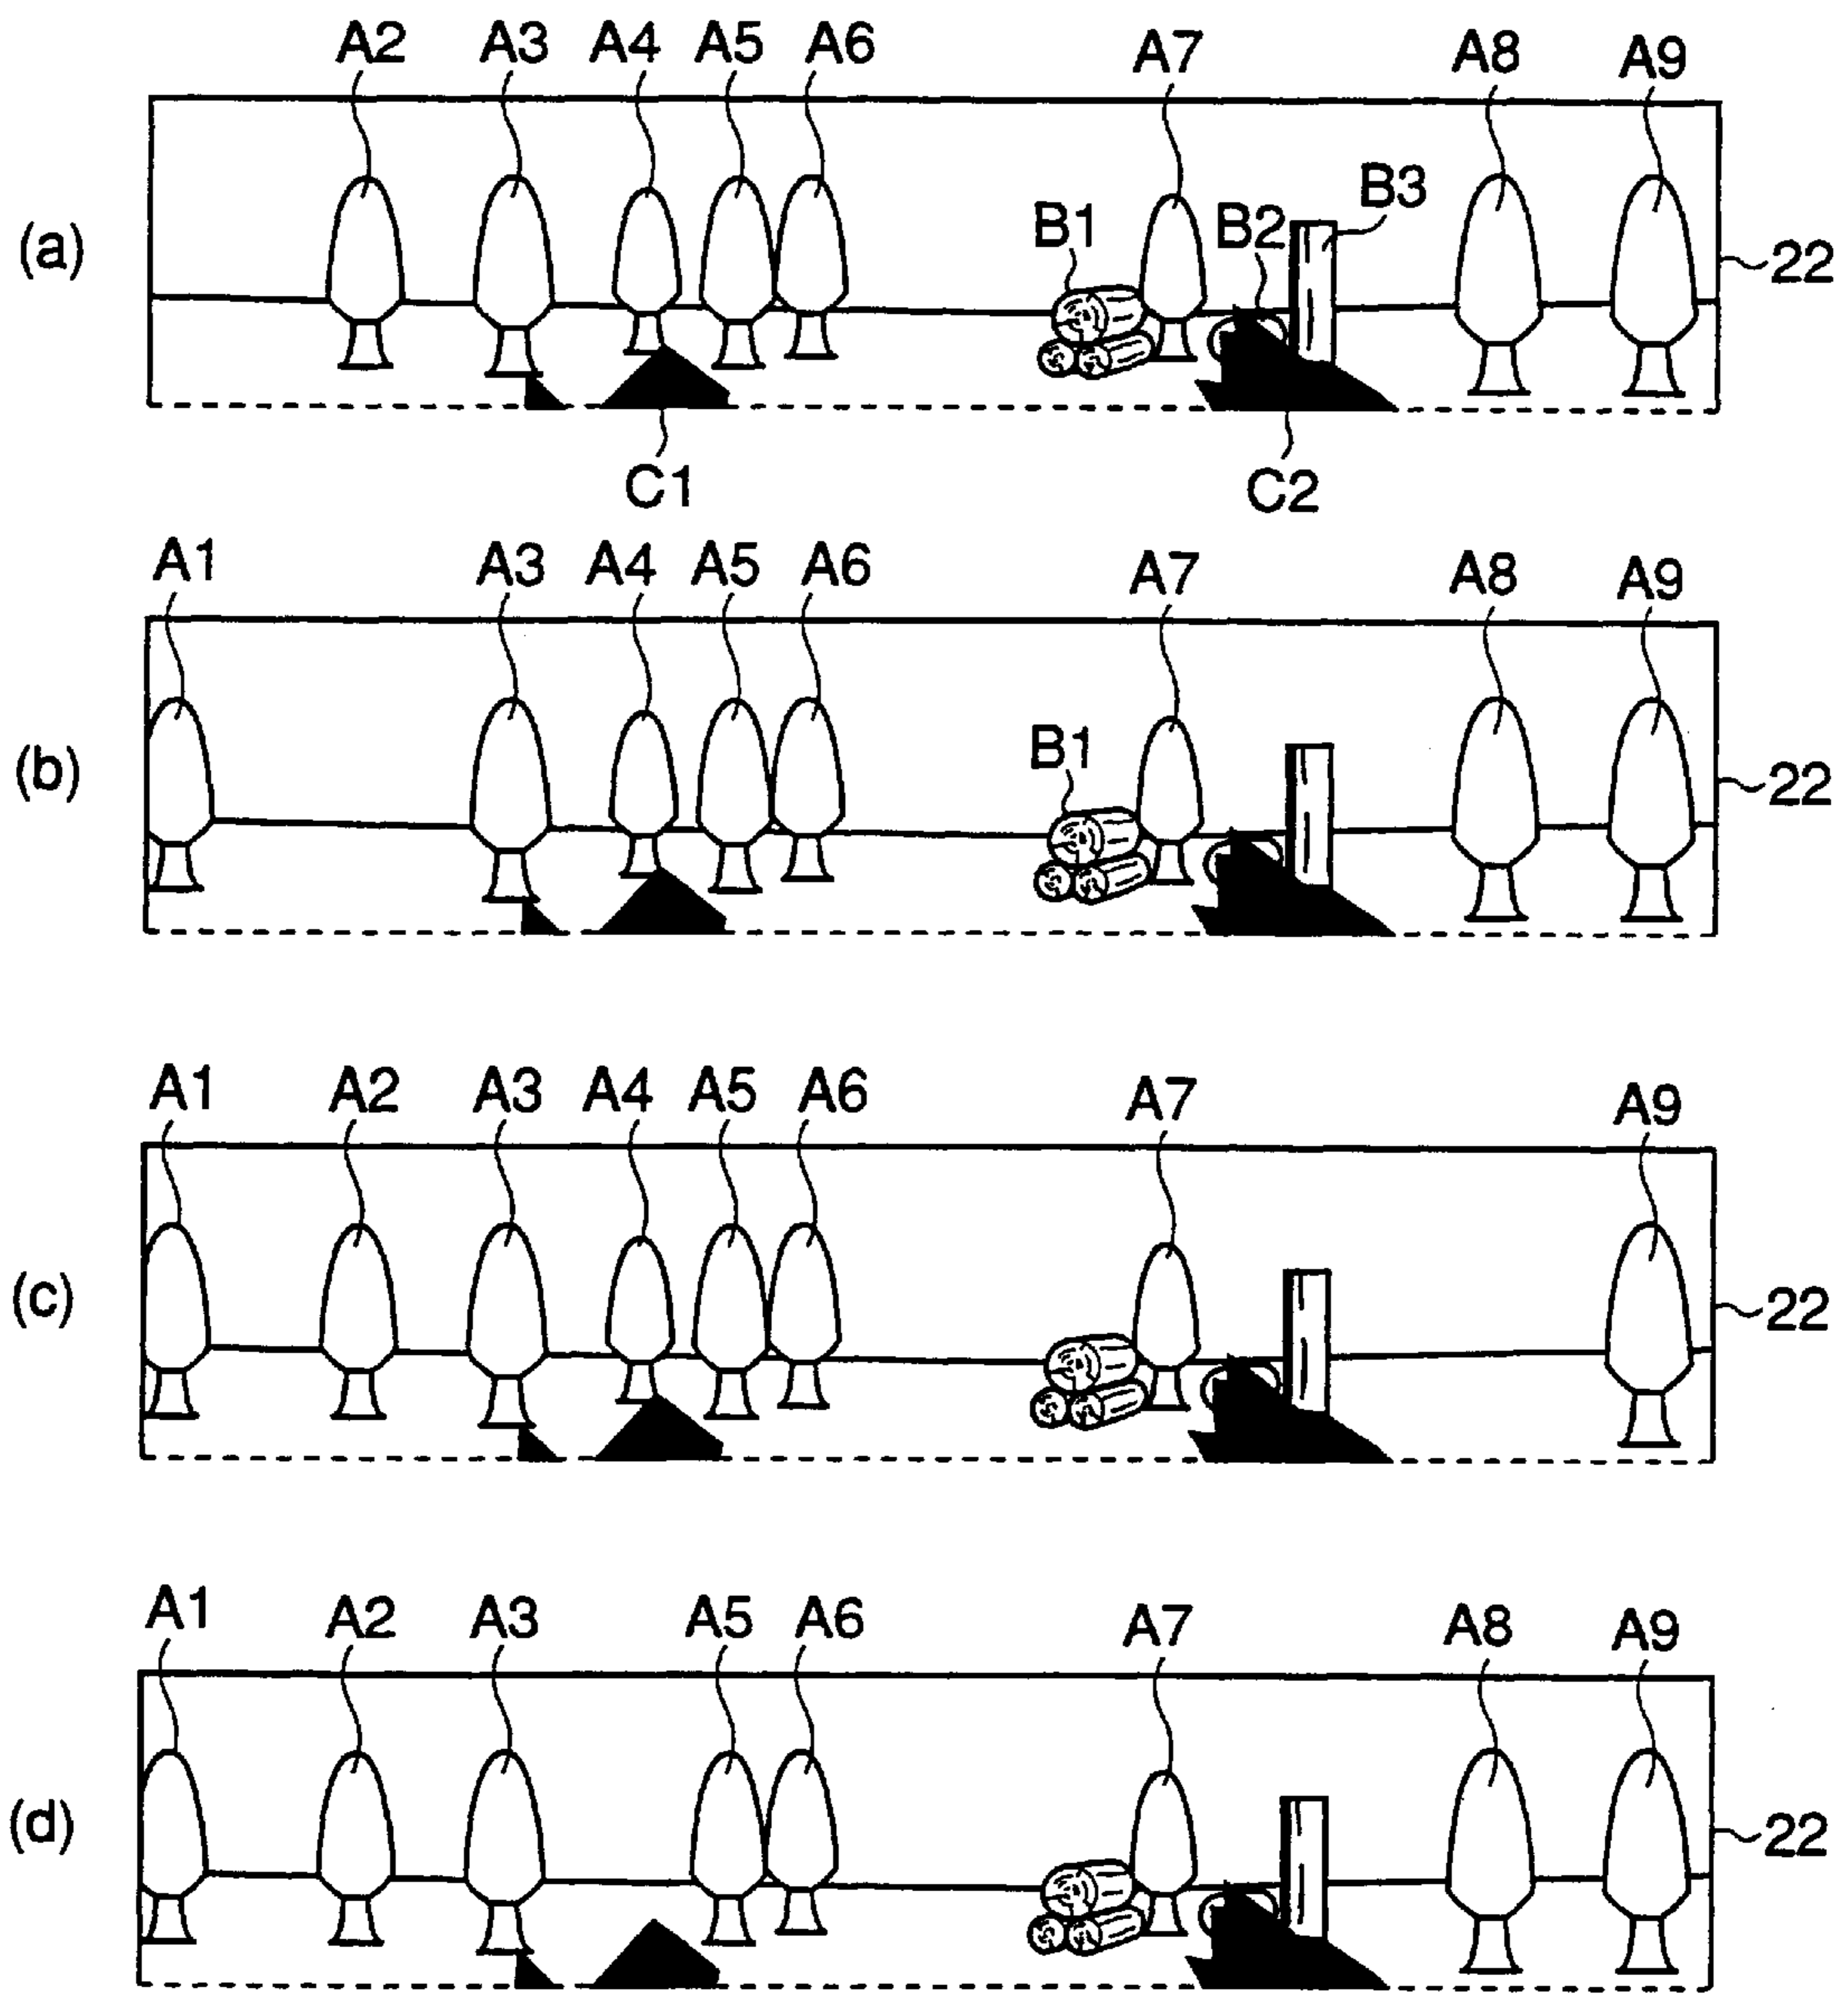 A2 A3 A4 A5 A6 A7 A8 A9
B3
B1 B2
(a) 22
C1 C2
A1 A3 A4 A5 A6 A7 A8 A9
B1
(b) 22
A1 A2 A3 A4 A5 A6 A7 A9
(c) 22
A1 A2 A3 A5 A6 A7 A8 A9
(d) 22